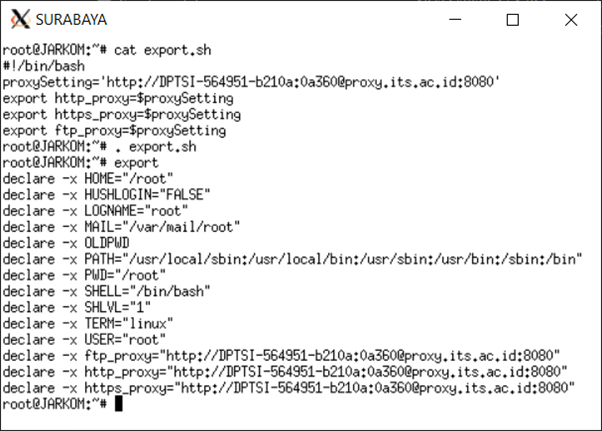 SURABAYA
root@JARKOM:~# cat export.sh
#!/bin/bash
proxySetting='http://DPTSI-564951-b210a:0a360@proxy.its.ac.id:8080'
export http_proxy=$proxySetting
export https_proxy=$proxySetting
export ftp_proxy=$proxySetting
root@JARKOM:~# . export.sh
root@JARKOM:~# export
declare -x HOME="/root"
declare -x HUSHLOGIN="FALSE"
declare -x LOGNAME="root"
declare -x MAIL="/var/mail/root"
declare -x OLDPWD
declare -x PATH="/usr/local/sbin:/usr/local/bin:/usr/sbin:/usr/bin:/sbin:/bin"
declare -x PWD="/root"
declare -x SHELL="/bin/bash"
declare -x SHLVL="1"
declare -x TERM="linux"
declare -x USER="root"
declare -x ftp_proxy="http://DPTSI-564951-b210a:0a360@proxy.its.ac.id:8080"
declare -x http_proxy="http://DPTSI-564951-b210a:0a360@proxy.its.ac.id:8080"
declare -x https_proxy="http://DPTSI-564951-b210a:0a360@proxy.its.ac.id:8080"
root@JARKOM:~#